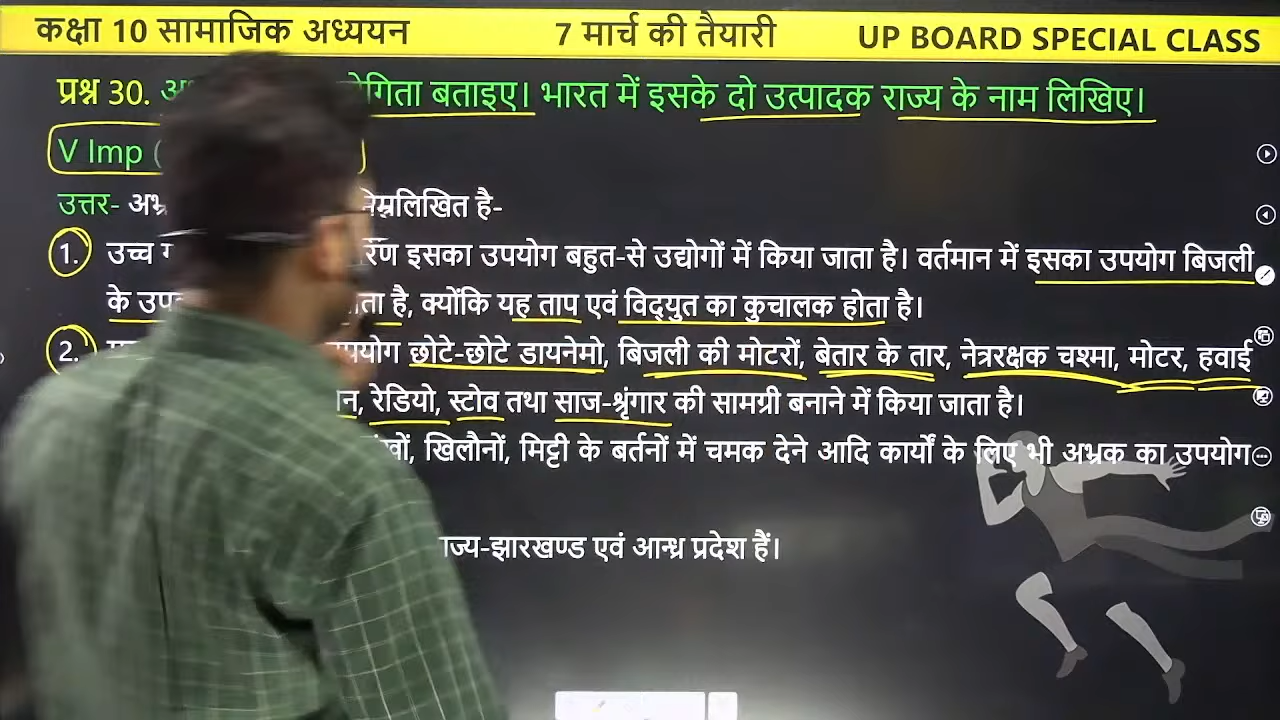 कक्षा 10 सामाजिक अध्ययन 7 मार्च की तैयारी UP BOARD SPECIAL CLASS
प्रश्न 30. बताइए। भारत में इसके दो उत्पादक राज्य के नाम लिखिए।
V Imp (
उत्तर- निम्नलिखित है-
1. उच्च इसका उपयोग बहुत-से उद्योगों में किया जाता है। वर्तमान में इसका उपयोग बिजली
के है, क्योंकि यह ताप एवं विद्युत का कुचालक होता है।
2. छोटे-छोटे डायनेमो, बिजली की मोटरों, बेतार के तार, नेत्ररक्षक चश्मा, मोटर, हवाई
रेडियो, स्टोव तथा साज-श्रृंगार की सामग्री बनाने में किया जाता है।
खिलौनों, मिट्टी के बर्तनों में चमक देने आदि कार्यों के लिए भी अभ्रक का उपयोग
झारखण्ड एवं आन्ध्र प्रदेश हैं।